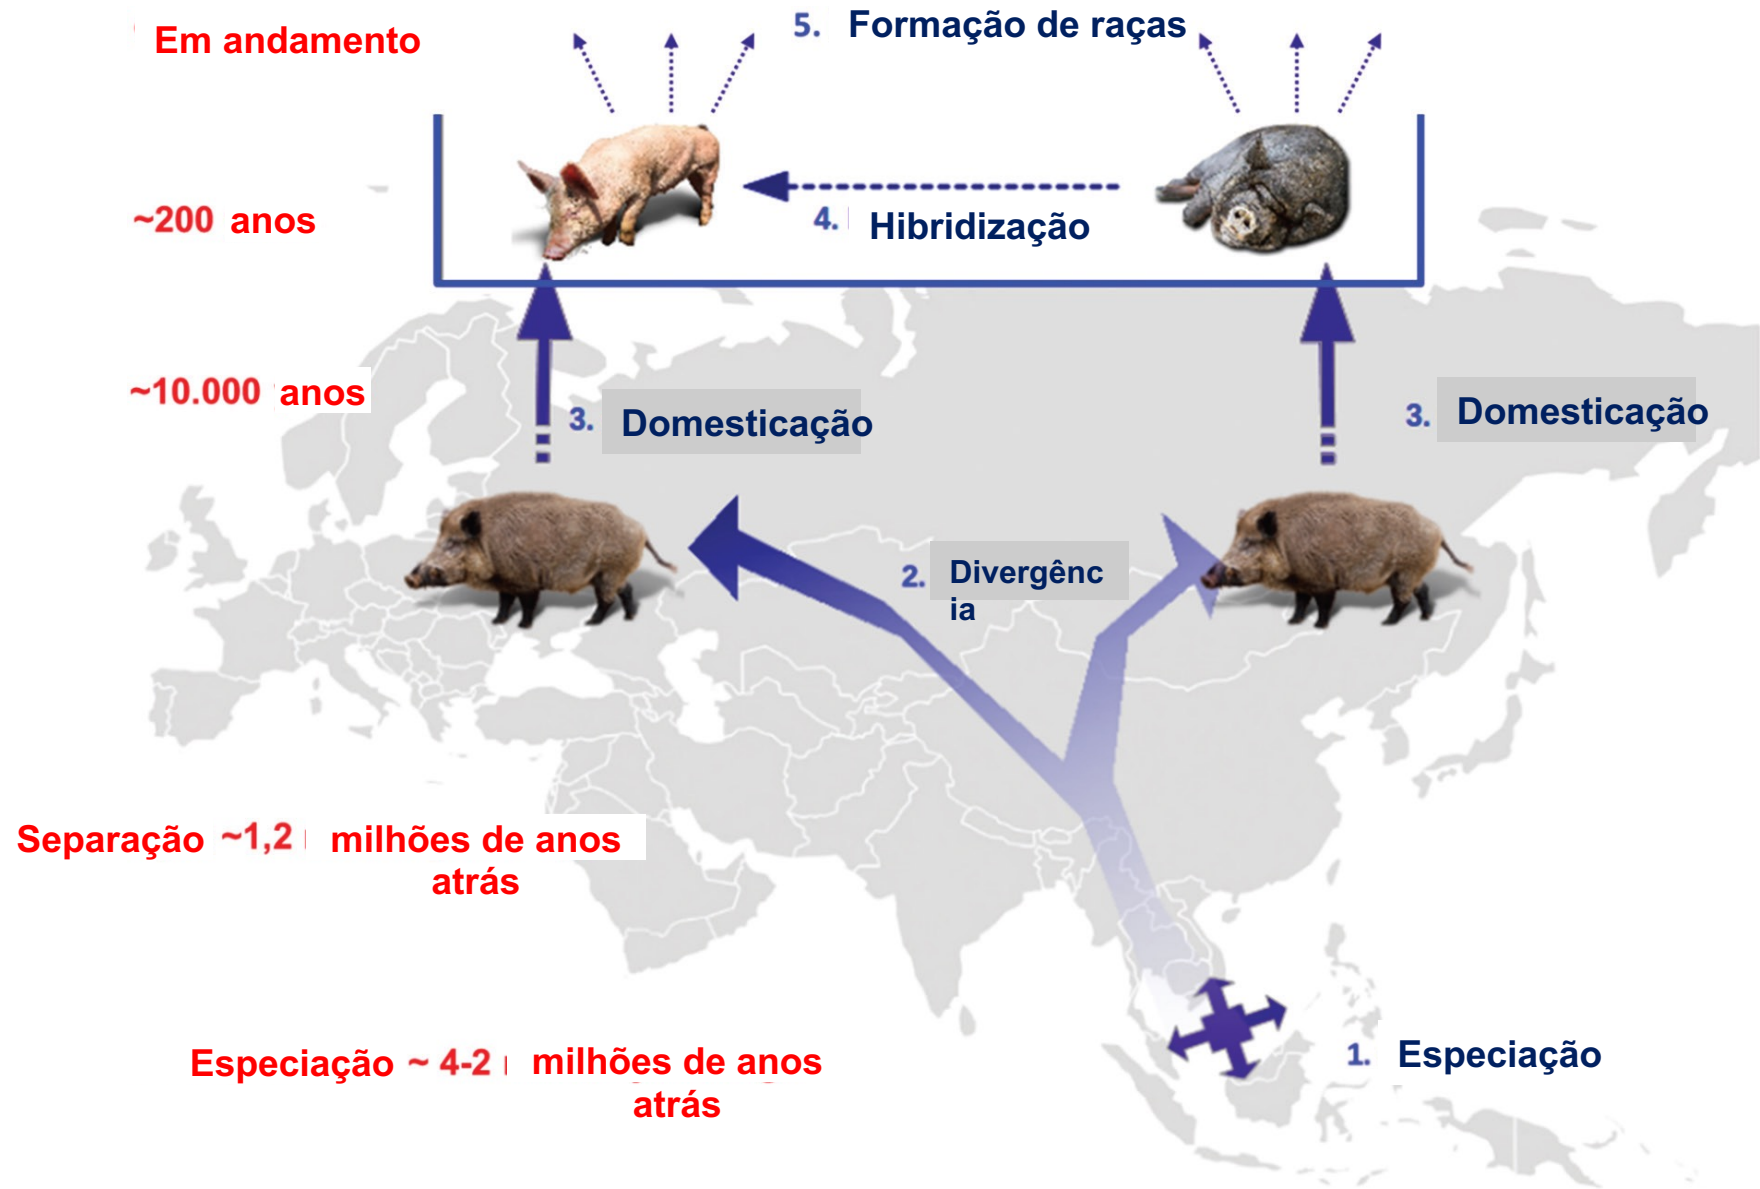 Em andamento
5. Formação de raças
~200 anos
4. Hibridização
~10.000 anos
3. Domesticação
3. Domesticação
2. Divergênc
ia
Separação ~1,2 milhões de anos
atrás
Especiação ~ 4-2 milhões de anos
atrás
1. Especiação